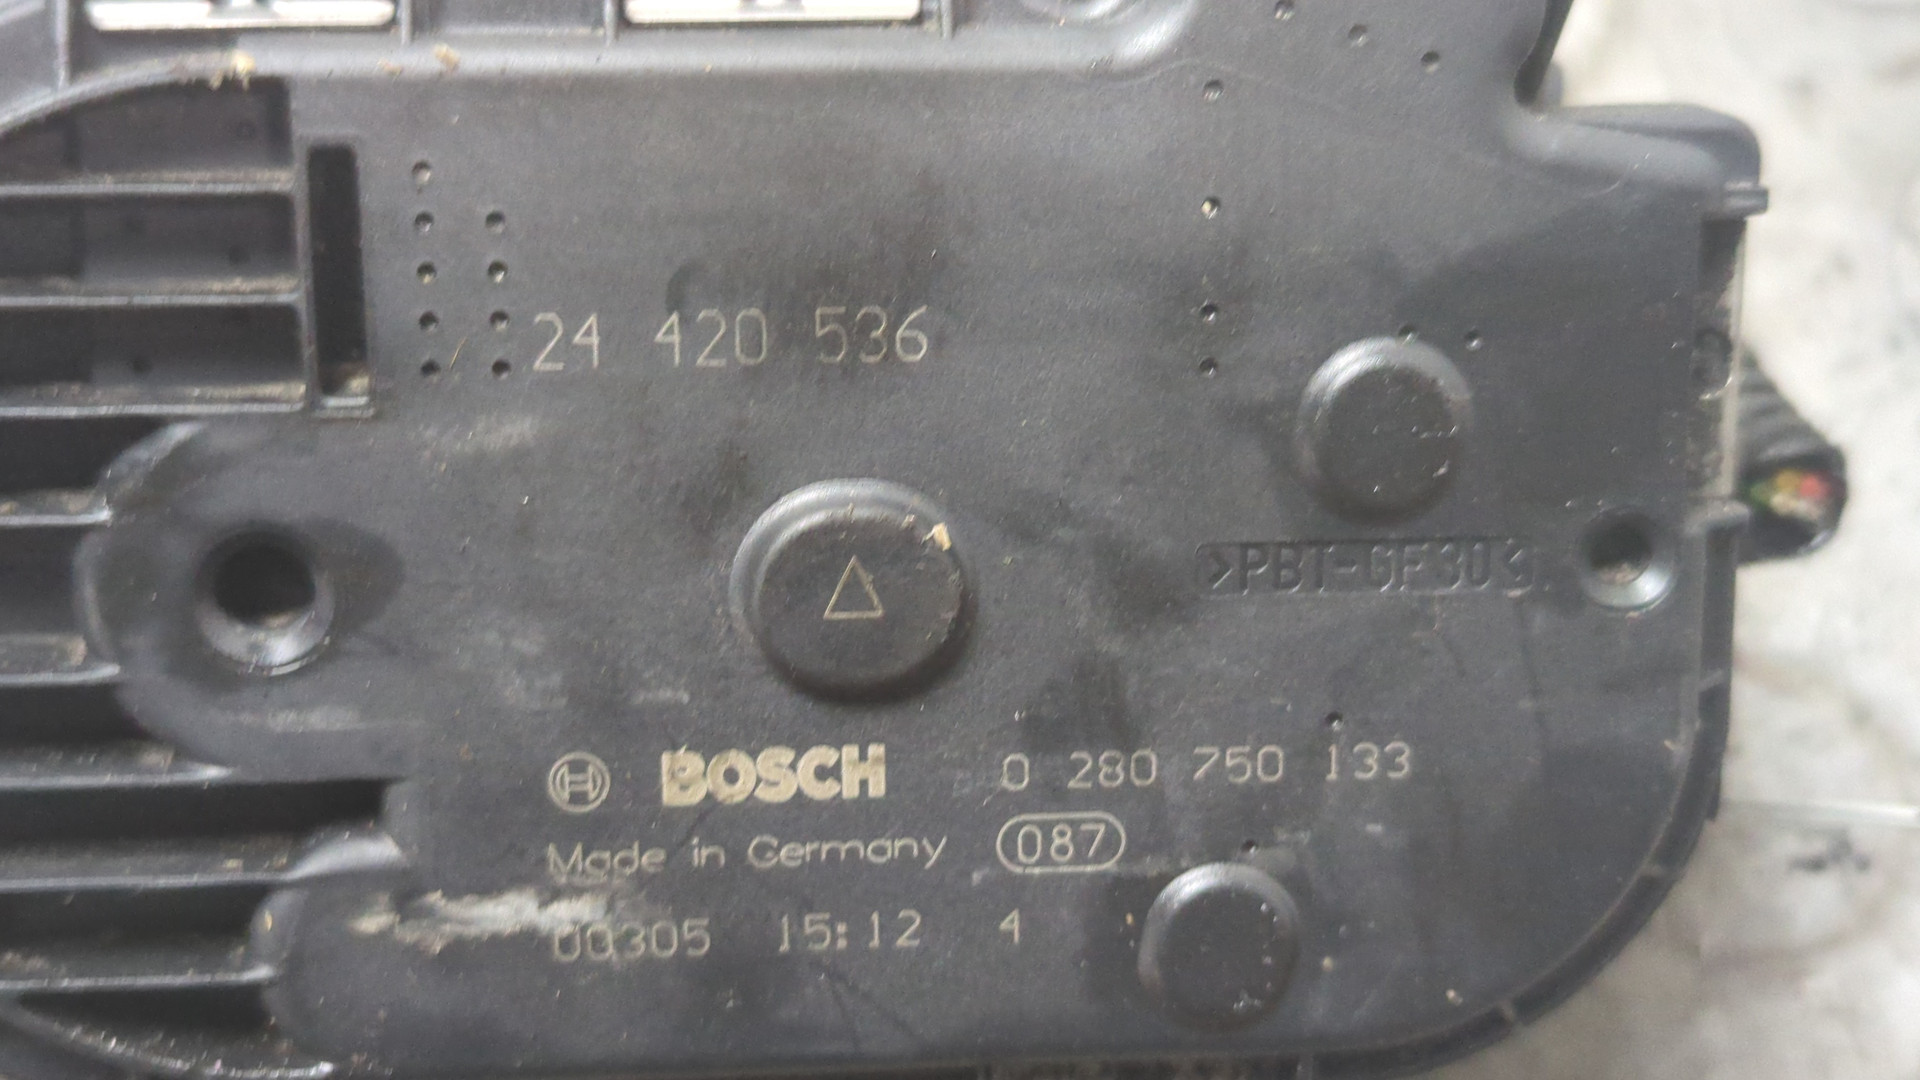 24 420 536
>PBT-GF30<
BOSCH 0 280 750 133
Made in Germany 087
00305 15:12 4